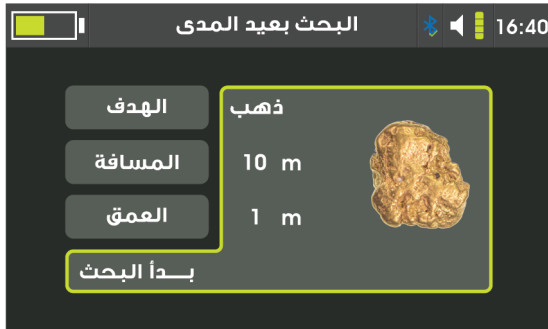 البحث بعيد المدى 16:40
الهدف ذهب
المسافة 10 m
العمق 1 m
بـــدأ البحث